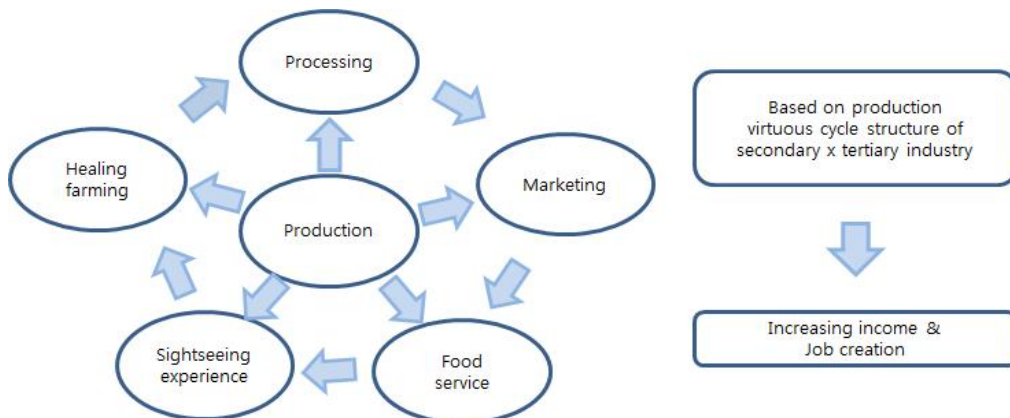 Processing
Healing
farming
Marketing
Production
Sightseeing
experience
Food
service
Based on production
virtuous cycle structure of
secondary x tertiary industry
Increasing income &
Job creation